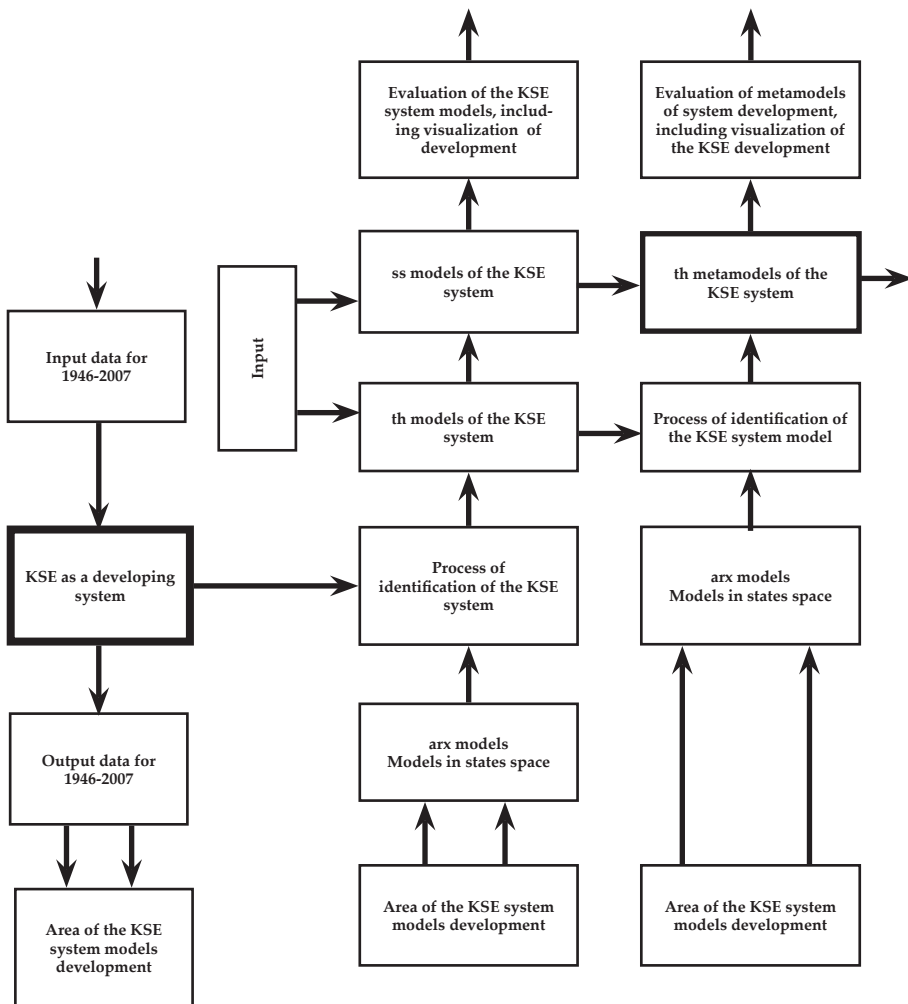 Evaluation of the KSE
system models, includ-
ing visualization of
development
Evaluation of metamodels
of system development,
including visualization of
the KSE development
ss models of the KSE
system
th metamodels of the
KSE system
Input
Input data for
1946-2007
th models of the KSE
system
Process of identification of
the KSE system model
KSE as a developing
system
Process of
identification of the KSE
system
arx models
Models in states space
Output data for
1946-2007
arx models
Models in states space
Area of the KSE
system models
development
Area of the KSE system
models development
Area of the KSE system
models development